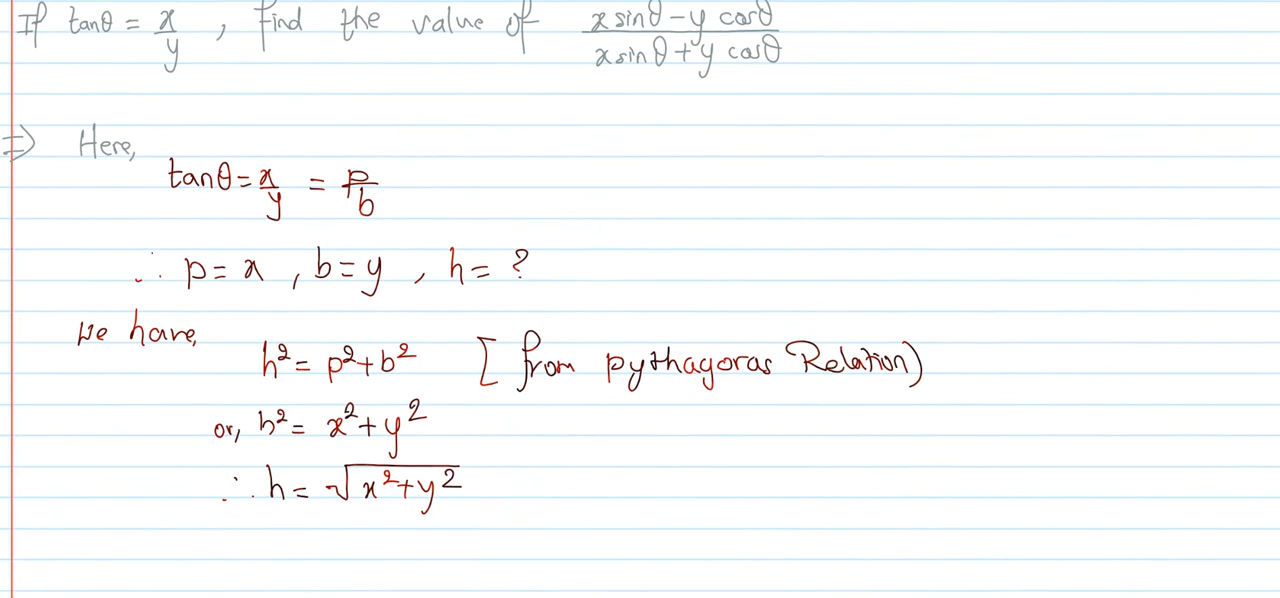 If tanθ = x/y , find the value of (x sinθ - y cosθ)/(x sinθ + y cosθ)
⇒ Here,
tanθ = x/y = p/b
∴ p = x , b = y , h = ?
We have,
h² = p² + b² [from pythagoras Relation)
or, h² = x² + y²
∴ h = √(x² + y²)